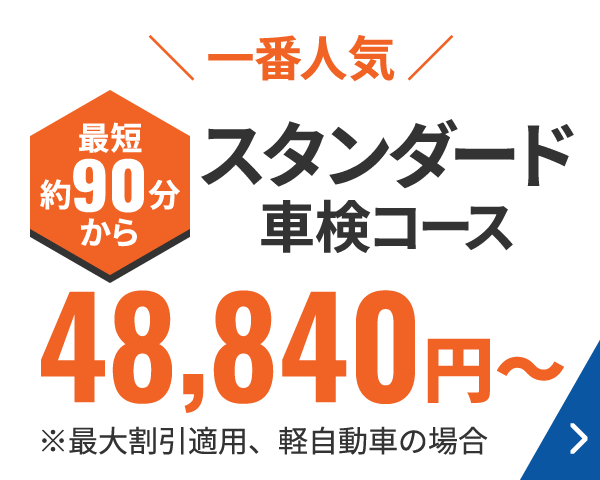 一番人気
最短
約90分
から
スタンダード
車検コース
48,840円～
※最大割引適用、軽自動車の場合